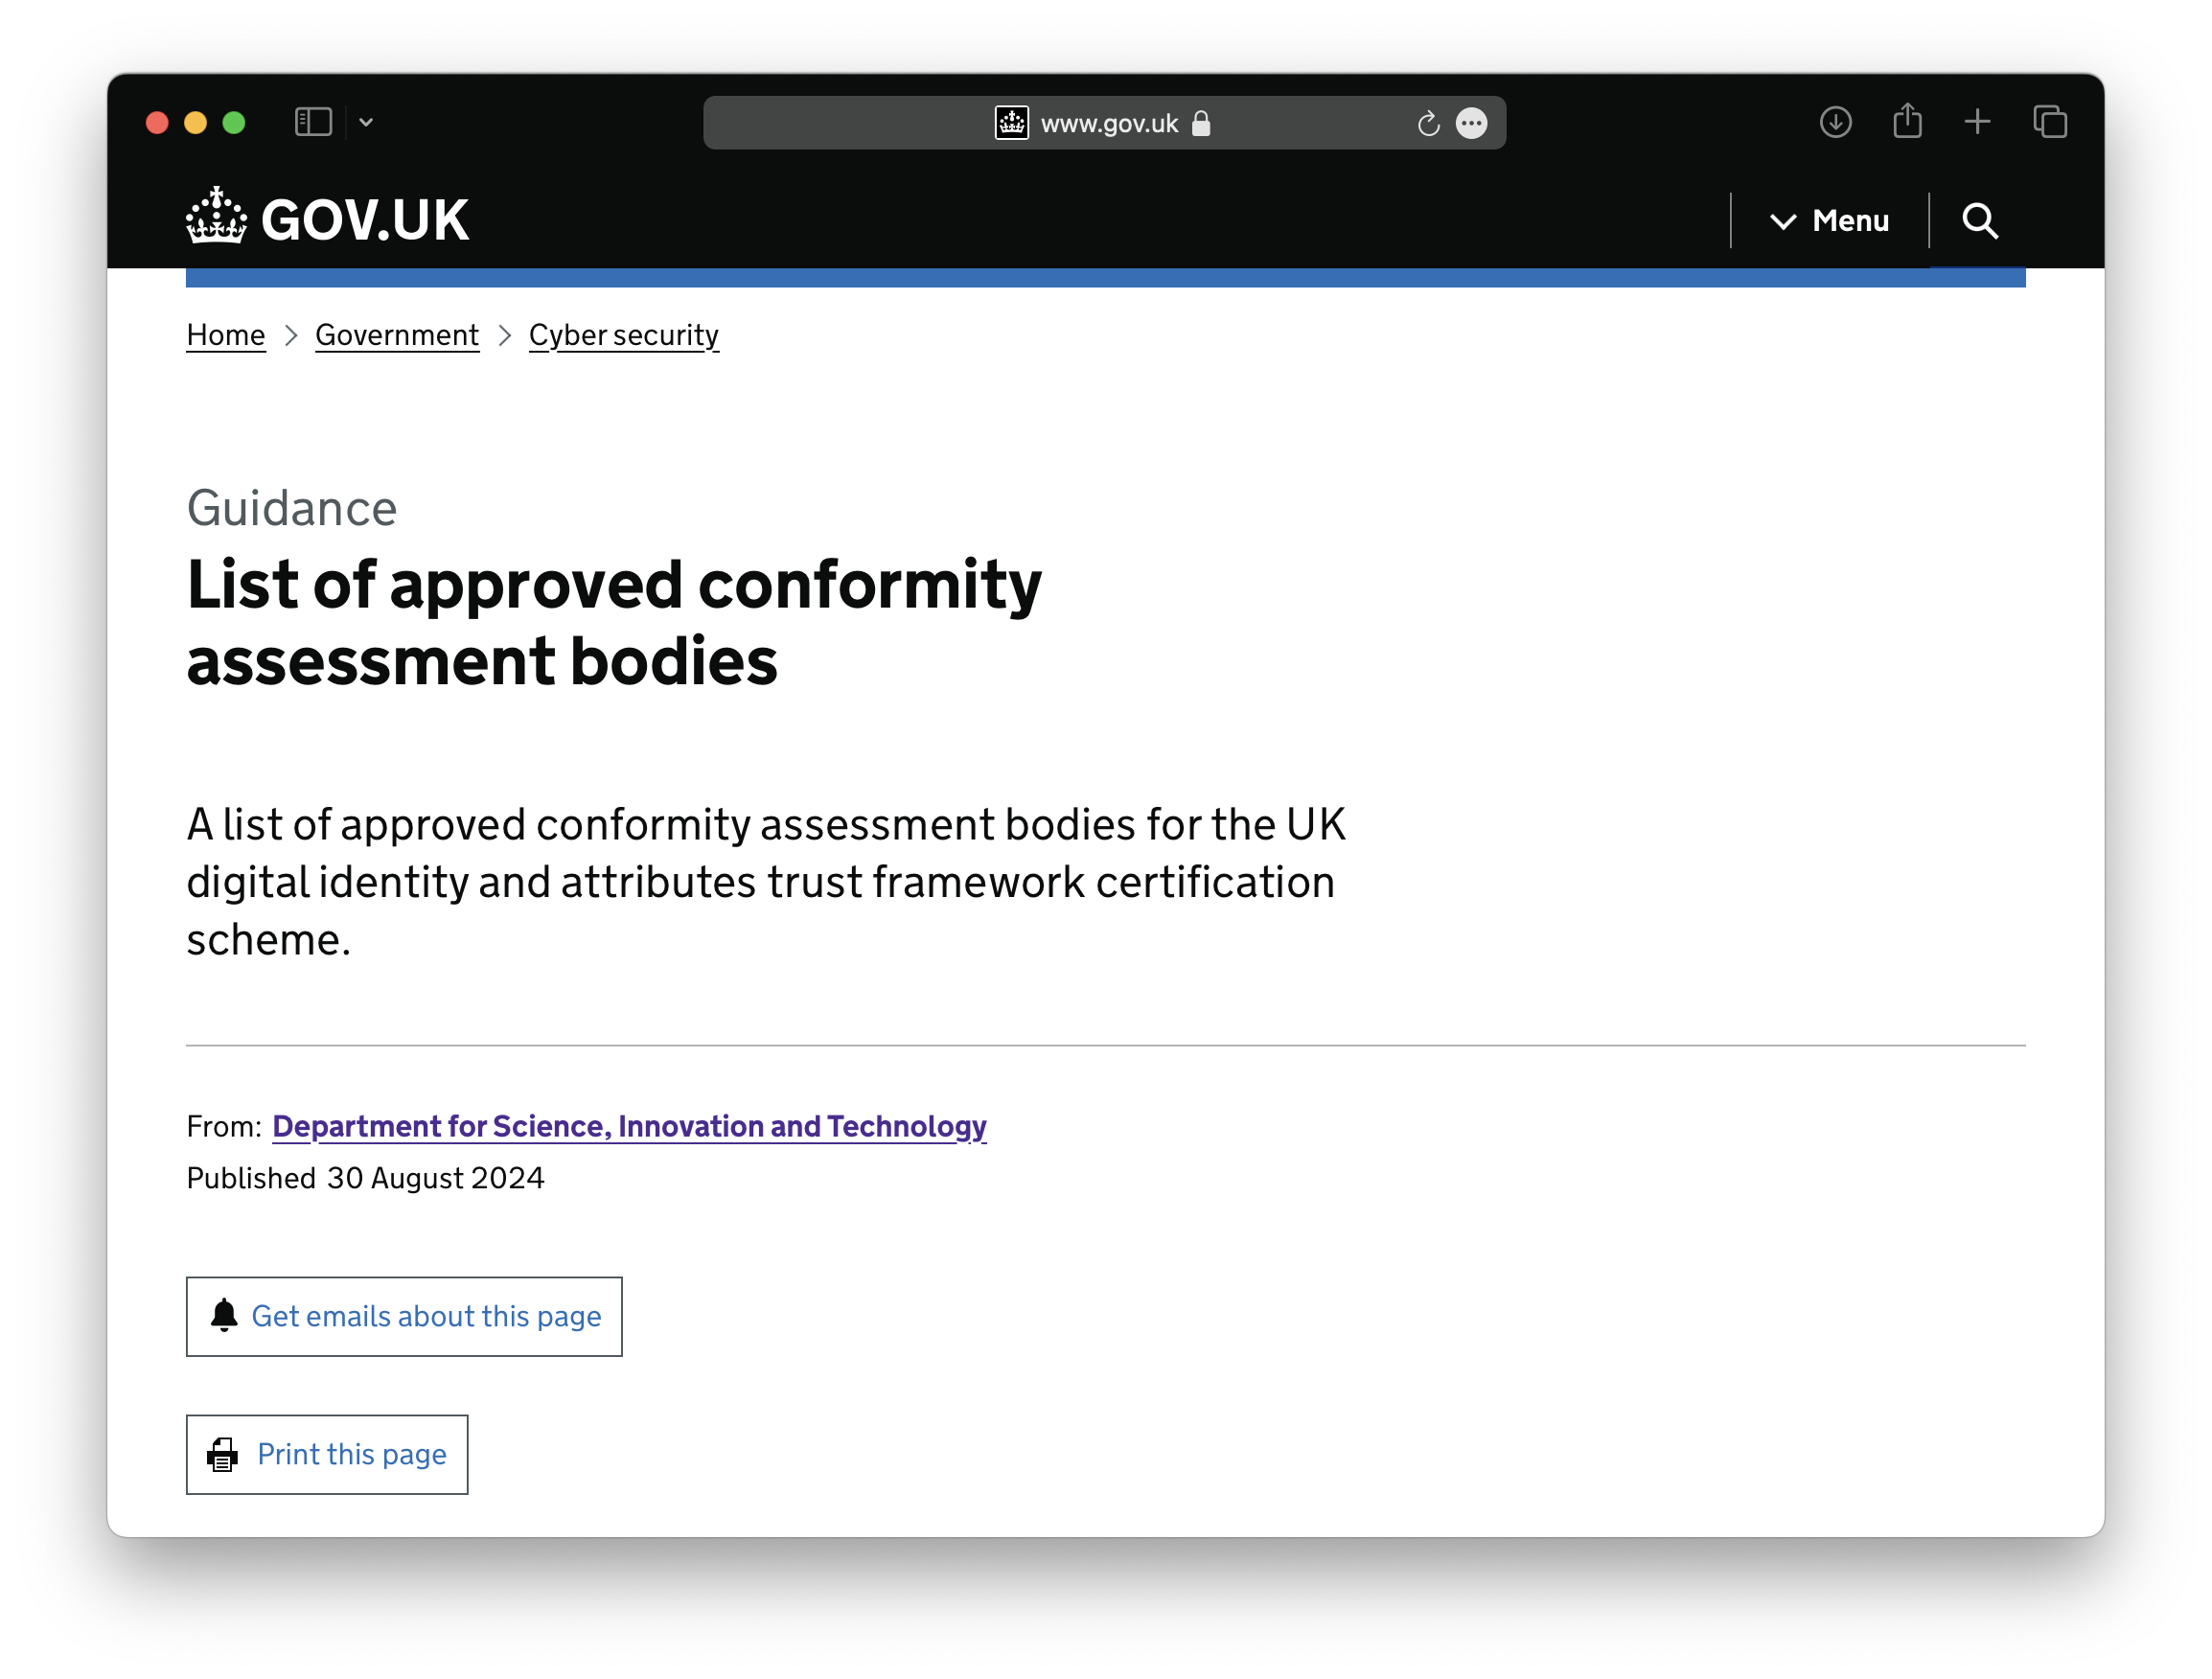 www.gov.uk
GOV.UK
Menu
Home > Government > Cyber security
Guidance
List of approved conformity
assessment bodies
A list of approved conformity assessment bodies for the UK
digital identity and attributes trust framework certification
scheme.
From: Department for Science, Innovation and Technology
Published 30 August 2024
Get emails about this page
Print this page